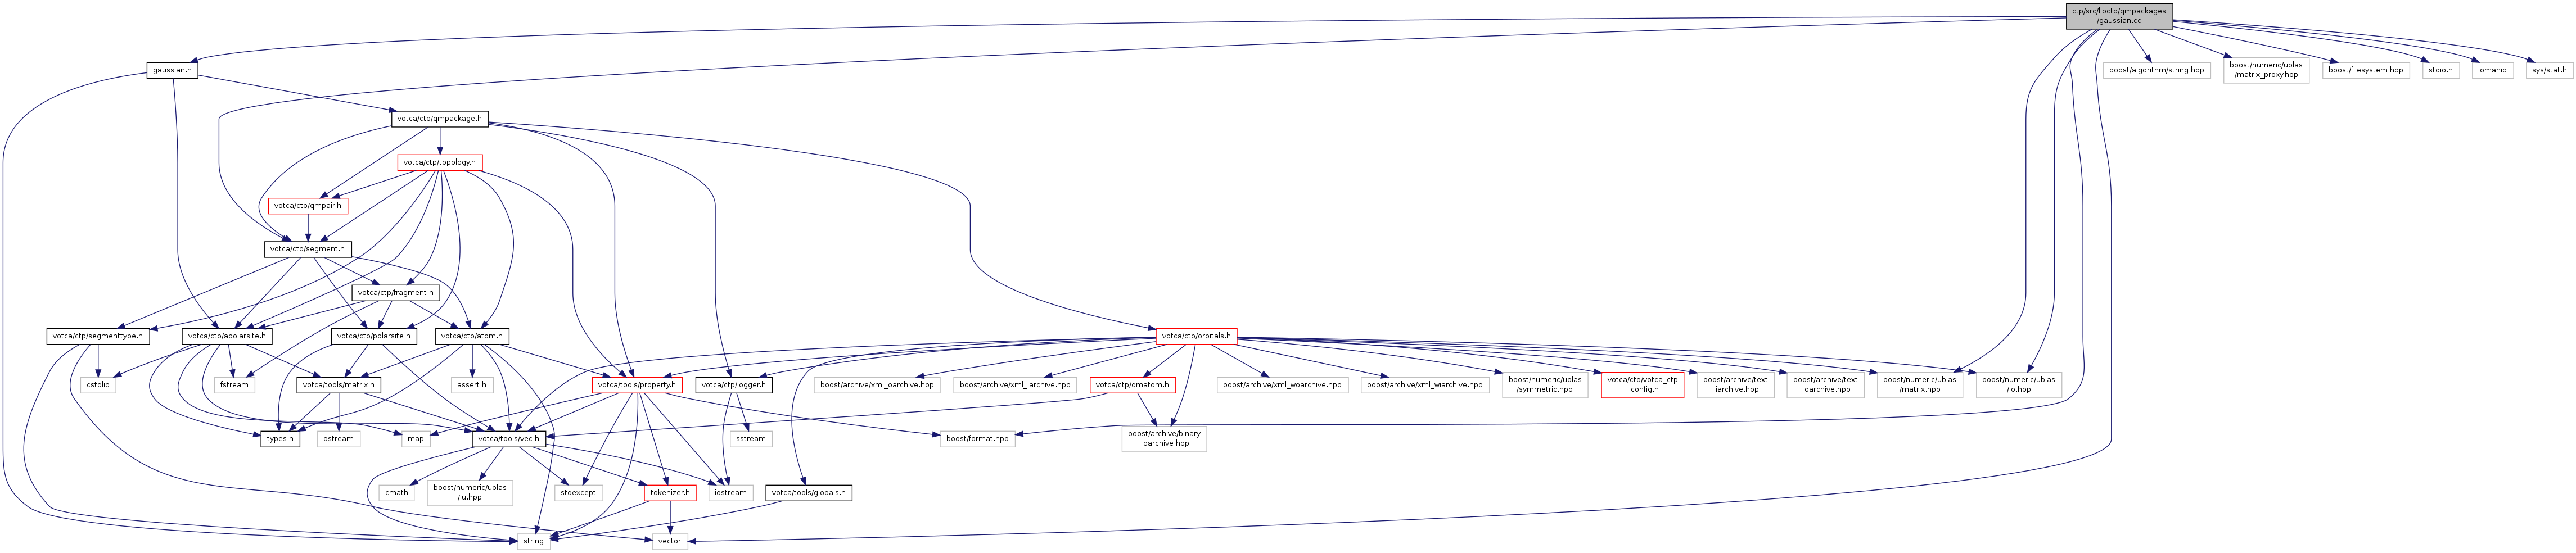 ctp/src/libctp/qmpackages
/gaussian.cc
gaussian.h
boost/algorithm/string.hpp
boost/numeric/ublas
/matrix_proxy.hpp
boost/filesystem.hpp
stdio.h
iomanip
sys/stat.h
votca/ctp/qmpackage.h
votca/ctp/topology.h
votca/ctp/qmpair.h
votca/ctp/segment.h
votca/ctp/fragment.h
votca/ctp/segmenttype.h
votca/ctp/apolarsite.h
votca/ctp/polarsite.h
votca/ctp/atom.h
votca/ctp/orbitals.h
cstdlib
fstream
votca/tools/matrix.h
assert.h
votca/tools/property.h
votca/ctp/logger.h
boost/archive/xml_oarchive.hpp
boost/archive/xml_iarchive.hpp
votca/ctp/qmatom.h
boost/archive/xml_woarchive.hpp
boost/archive/xml_wiarchive.hpp
boost/numeric/ublas
/symmetric.hpp
votca/ctp/votca_ctp
_config.h
boost/archive/text
_iarchive.hpp
boost/archive/text
_oarchive.hpp
boost/numeric/ublas
/matrix.hpp
boost/numeric/ublas
/io.hpp
types.h
ostream
map
votca/tools/vec.h
sstream
boost/format.hpp
boost/archive/binary
_oarchive.hpp
cmath
boost/numeric/ublas
/lu.hpp
stdexcept
tokenizer.h
iostream
votca/tools/globals.h
string
vector